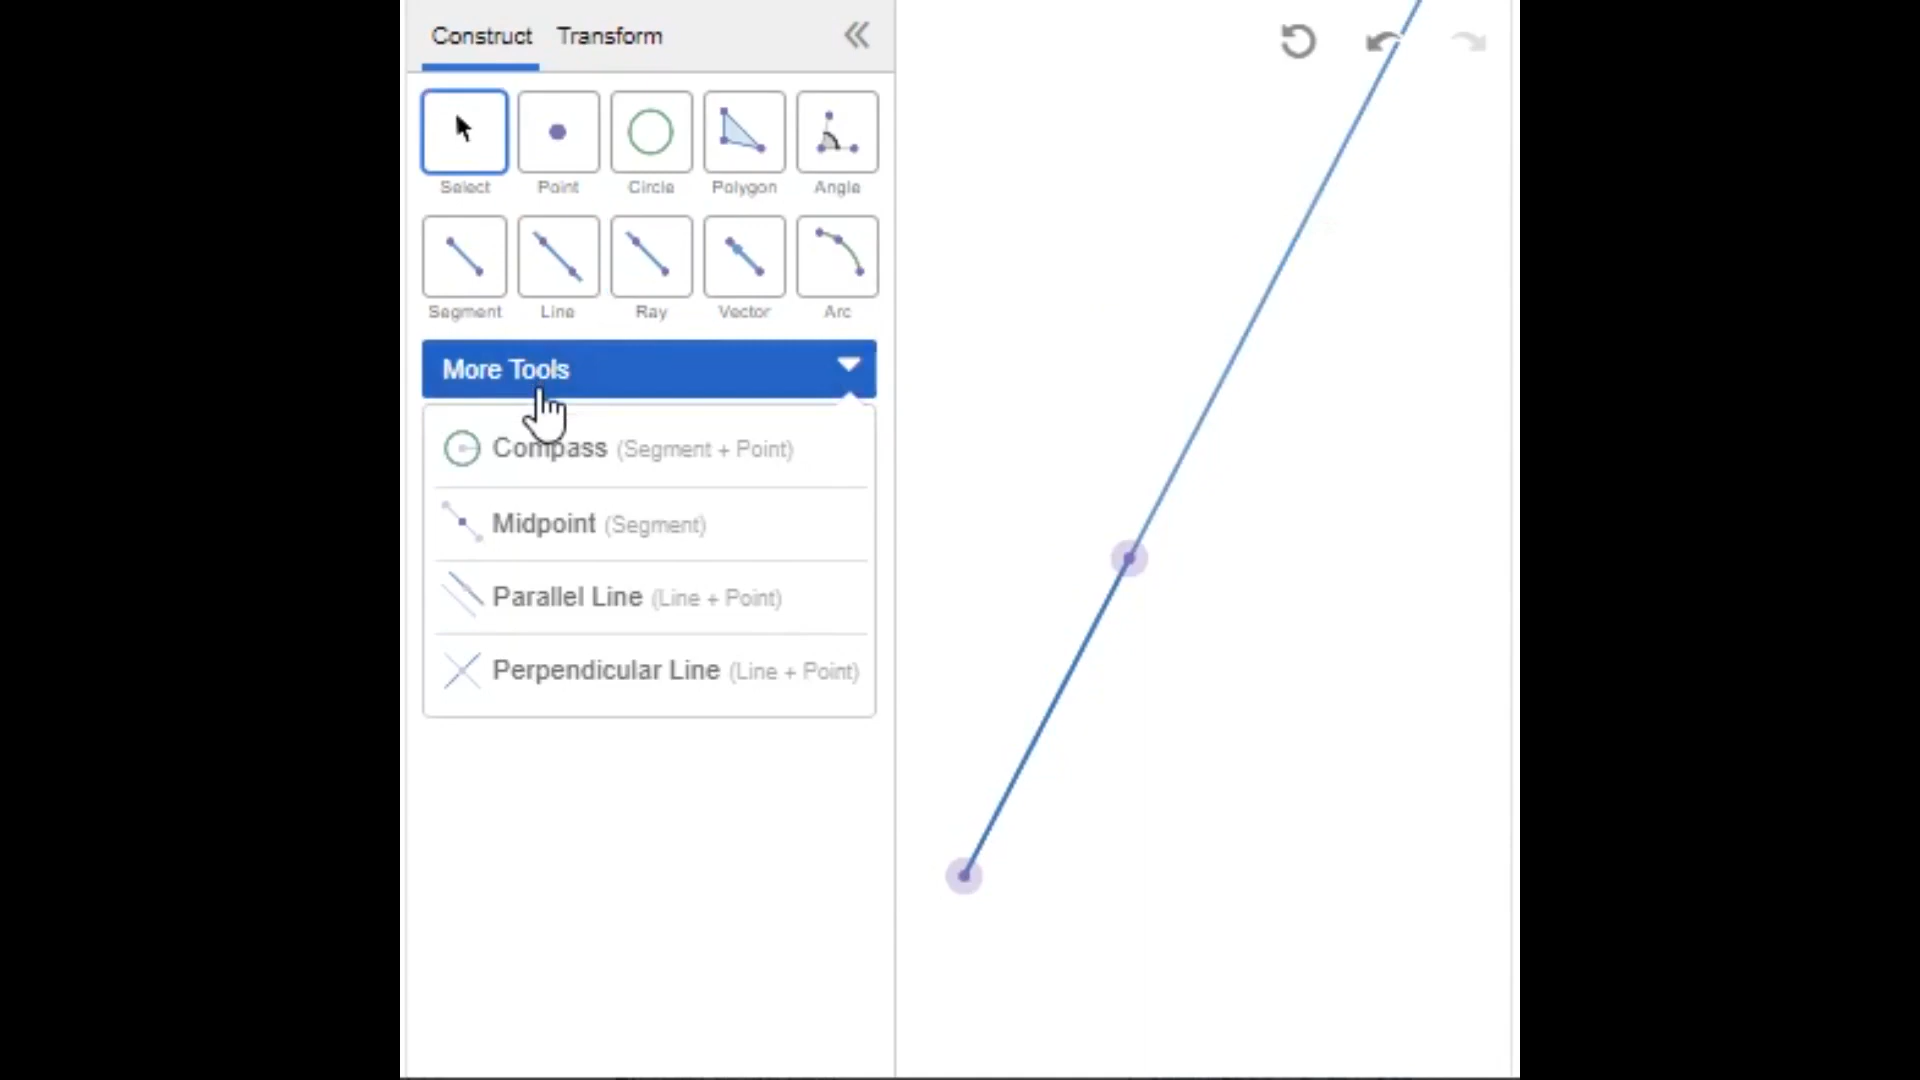 Construct Transform
Select Point Circle Polygon Angle
Segment Line Ray Vector Arc
More Tools
Compass (Segment + Point)
Midpoint (Segment)
Parallel Line (Line + Point)
Perpendicular Line (Line + Point)